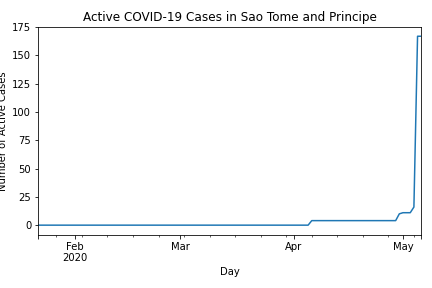 Active COVID-19 Cases in Sao Tome and Principe
Number of Active Cases
175
150
125
100
75
50
25
0
Feb
2020
Mar
Apr
May
Day